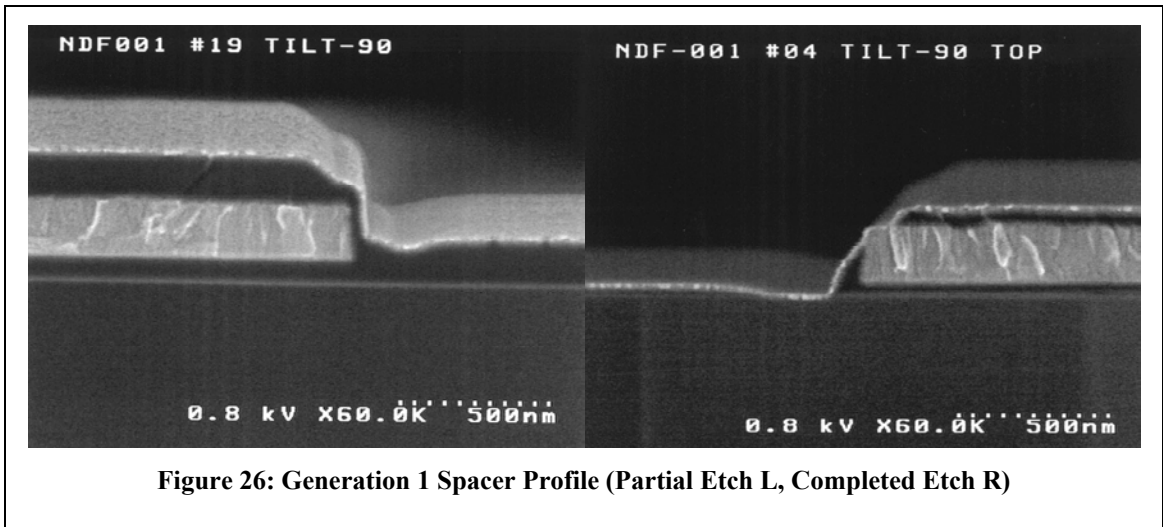 NDF001 #19 TILT-90
0.8 kV X60.0K 500nm
NDF-001 #04 TILT-90 TOP
0.8 kV X60.0K 500nm
Figure 26: Generation 1 Spacer Profile (Partial Etch L, Completed Etch R)